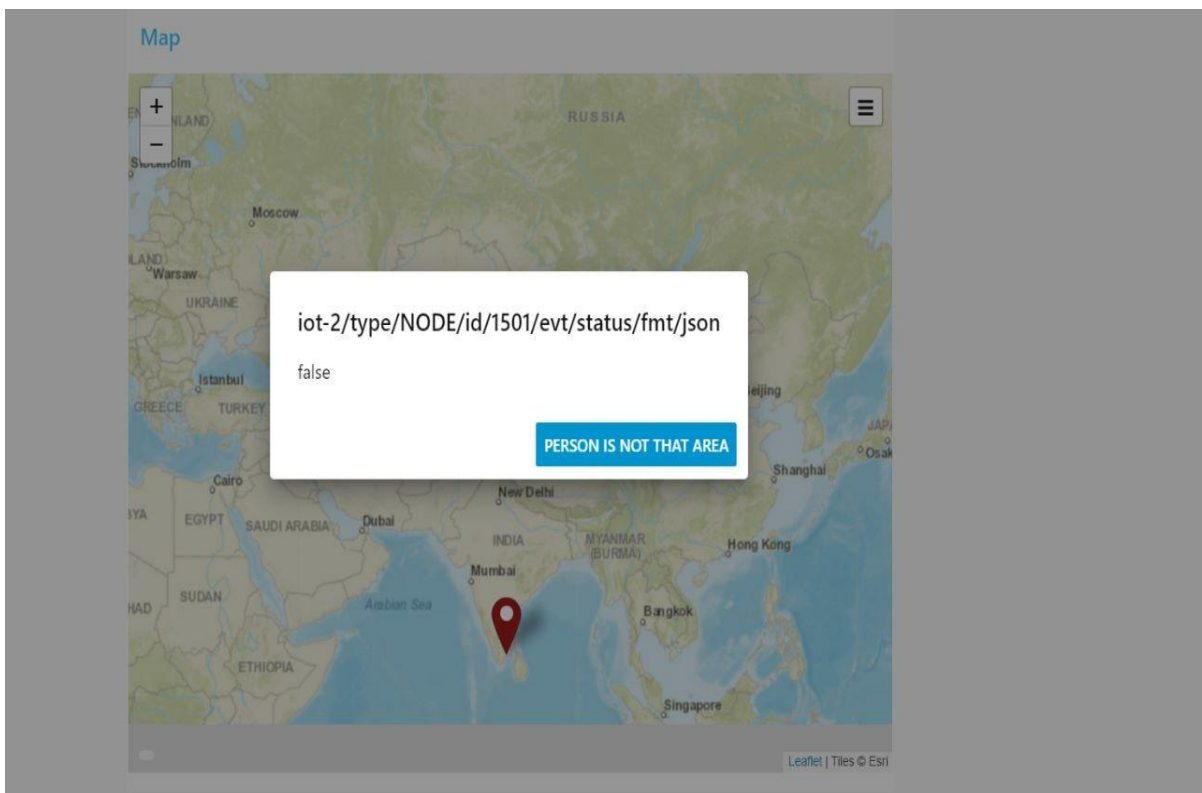 Map
+
−
RUSSIA
Moscow
Warsaw
UKRAINE
iot-2/type/NODE/id/1501/evt/status/fmt/json
false
Istanbul
GREECE
TURKEY
PERSON IS NOT THAT AREA
Shanghai
Cairo
New Delhi
EGYPT
SAUDI ARABIA
Dubai
INDIA
MYANMAR
(BURMA)
Hong Kong
Mumbai
SUDAN
Arabian Sea
Bangkok
ETHIOPIA
Singapore
Leaflet | Tiles © Esri